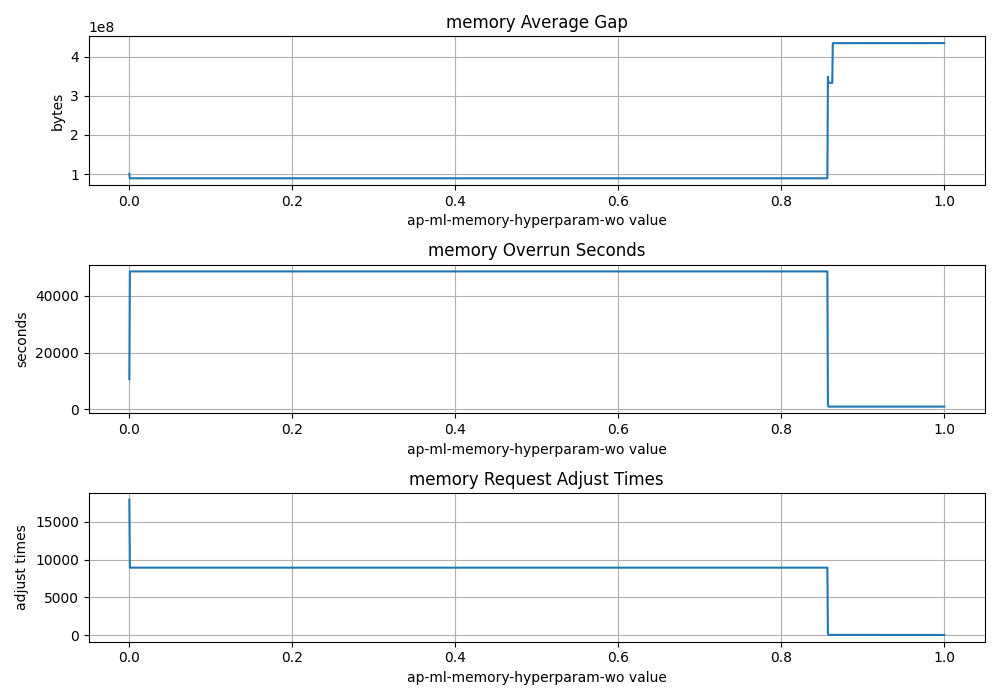 memory Average Gap
1e8
4
3
2
1
bytes
0.0 0.2 0.4 0.6 0.8 1.0
ap-ml-memory-hyperparam-wo value
memory Overrun Seconds
40000
20000
0
seconds
0.0 0.2 0.4 0.6 0.8 1.0
ap-ml-memory-hyperparam-wo value
memory Request Adjust Times
15000
10000
5000
0
adjust times
0.0 0.2 0.4 0.6 0.8 1.0
ap-ml-memory-hyperparam-wo value